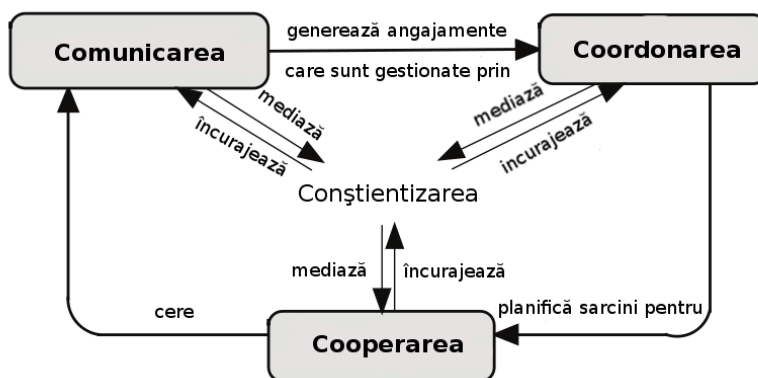 Comunicarea
generează angajamente
care sunt gestionate prin
Coordonarea
mediază
încurajează
mediază
incurajează
Conştientizarea
mediază
încurajează
cere
planifică sarcini pentru
Cooperarea